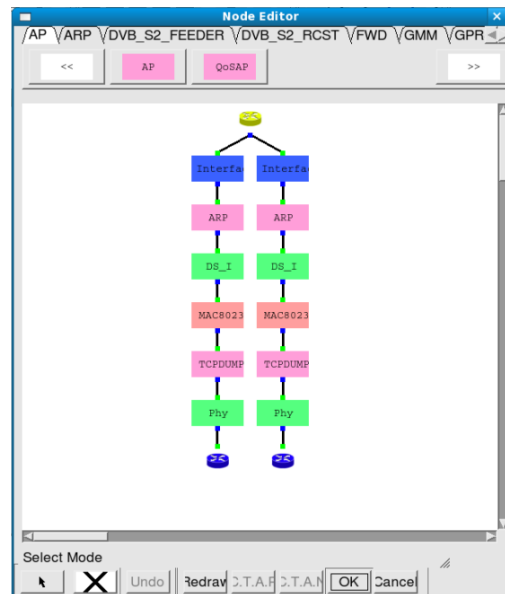 Node Editor
AP ARP DVB_S2_FEEDER DVB_S2_RCST FWD GMM GPR
<< AP QoSAP >>
Interfa Interfa
ARP ARP
DS_I DS_I
MAC8023 MAC8023
TCPDUMP TCPDUMP
Phy Phy
Select Mode
X Undo Redraw C.T.A.F C.T.A.N OK Cancel